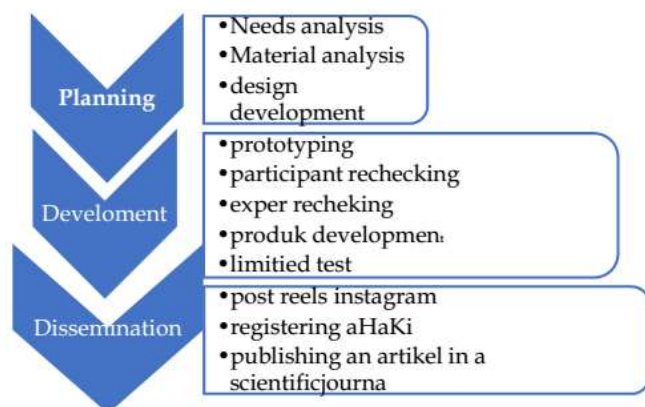 Planning
•Needs analysis
•Material analysis
•design
development
Develoment
•prototyping
•participant rechecking
•exper recheking
•produk development
•limitied test
Dissemination
•post reels instagram
•registering aHaKi
•publishing an artikel in a
scientificjourna